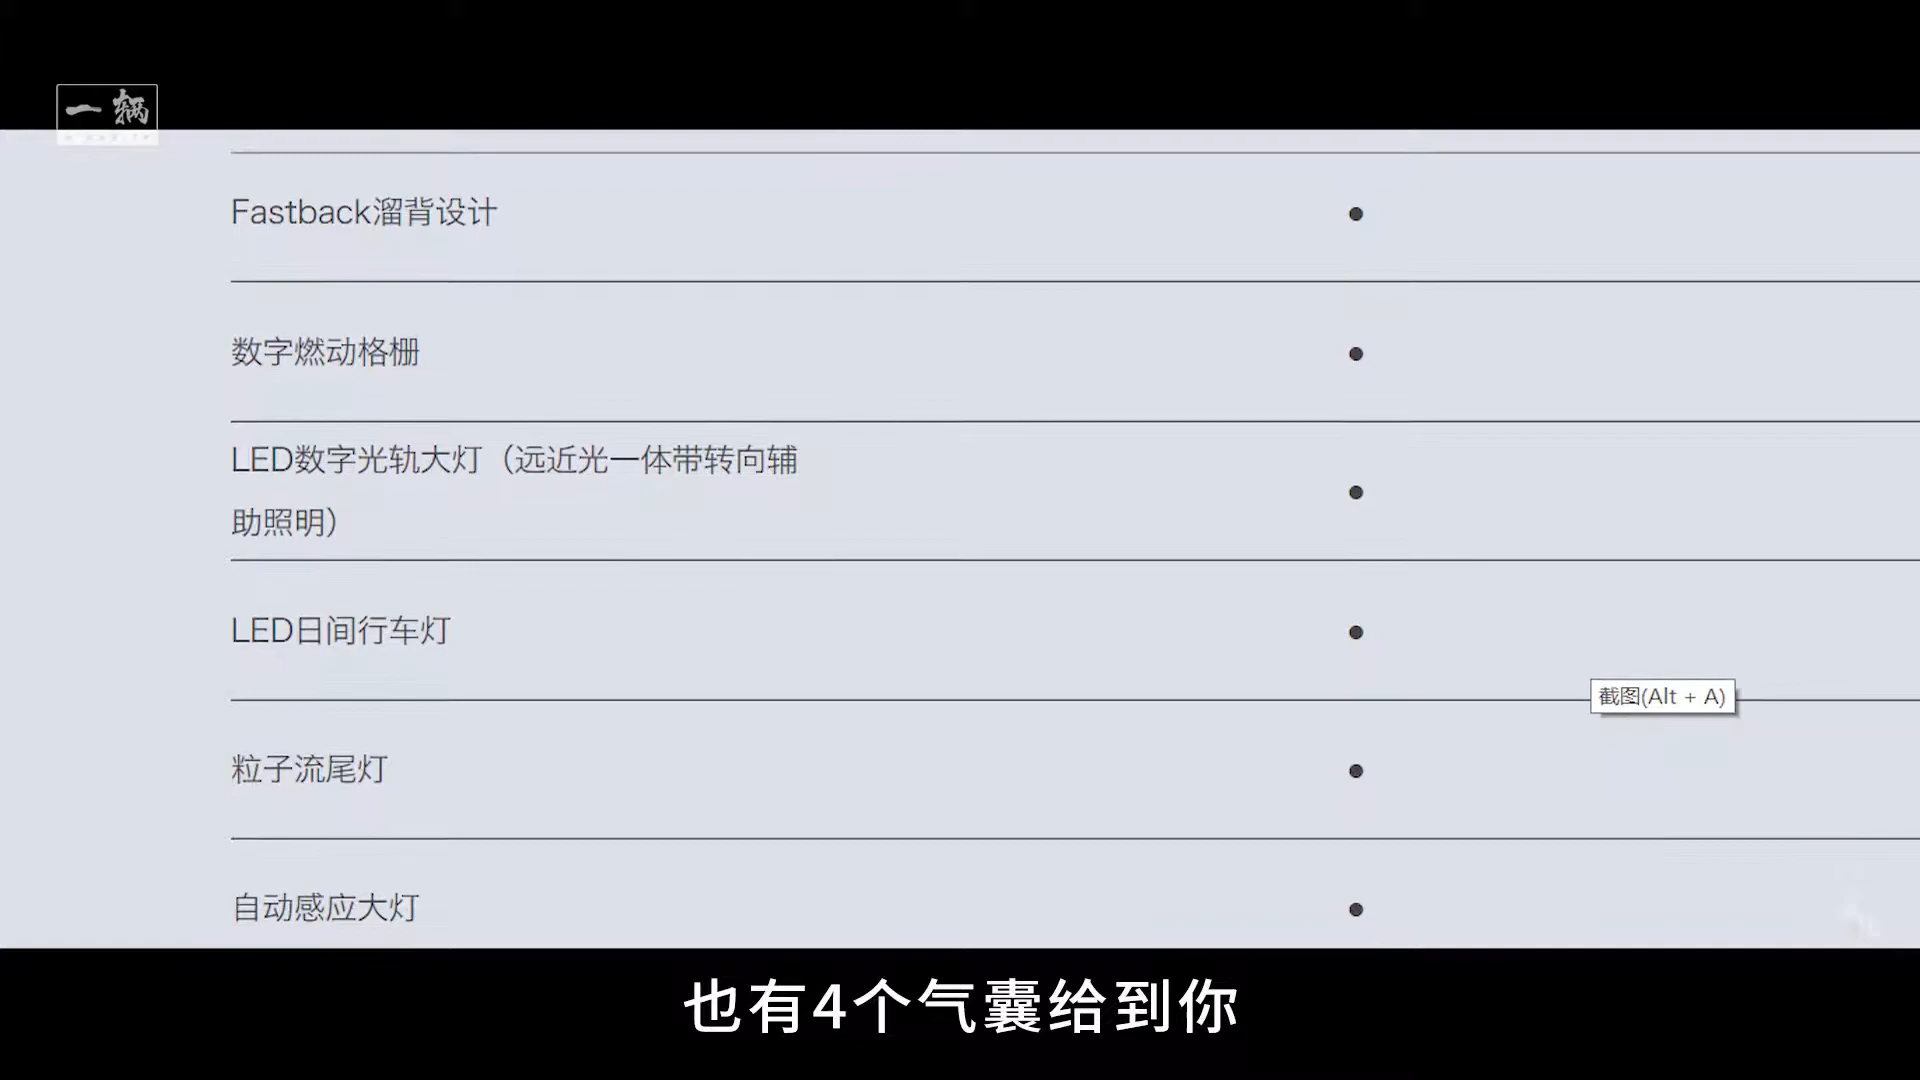 一辆
Fastback溜背设计
数字燃动格栅
LED数字光轨大灯（远近光一体带转向辅
助照明）
LED日间行车灯
截图(Alt + A)
粒子流尾灯
自动感应大灯
也有4个气囊给到你